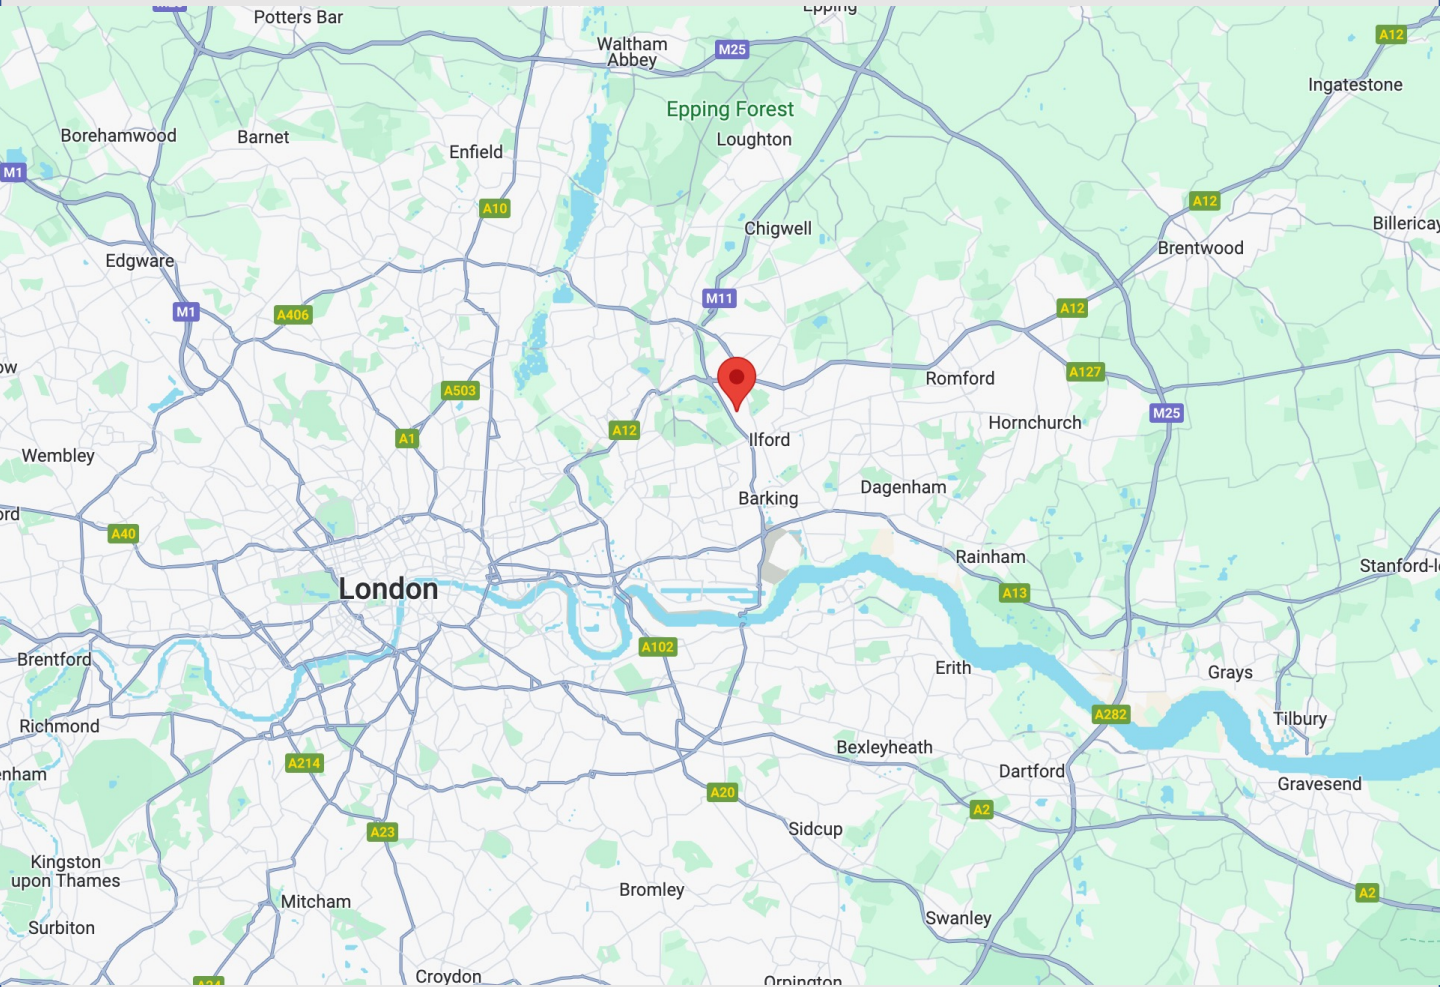 Potters Bar
Epping
Waltham
Abbey
M25
A12
Ingatestone
Epping Forest
Loughton
Borehamwood
Barnet
Enfield
M1
A10
A12
Chigwell
Billericay
Brentwood
Edgware
M11
M1
A406
A12
A127
Romford
A503
M25
Hornchurch
A12
A1
Ilford
Wembley
Dagenham
Barking
A40
Rainham
Stanford-l
London
A13
A102
Brentford
Erith
Grays
A282
Tilbury
Richmond
Bexleyheath
A214
Dartford
Gravesend
A20
A2
Sidcup
A23
Kingston
upon Thames
Bromley
A2
Mitcham
Swanley
Surbiton
Croydon
Orpington